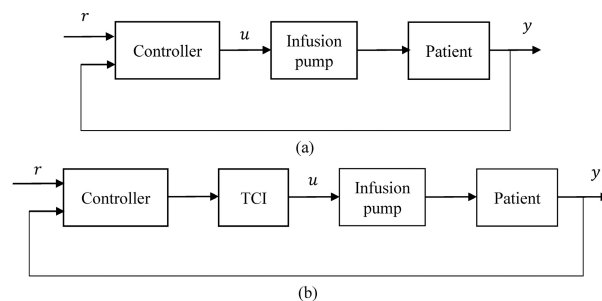 r
Controller
u
Infusion
pump
Patient
y
(a)
r
Controller
TCI
u
Infusion
pump
Patient
y
(b)